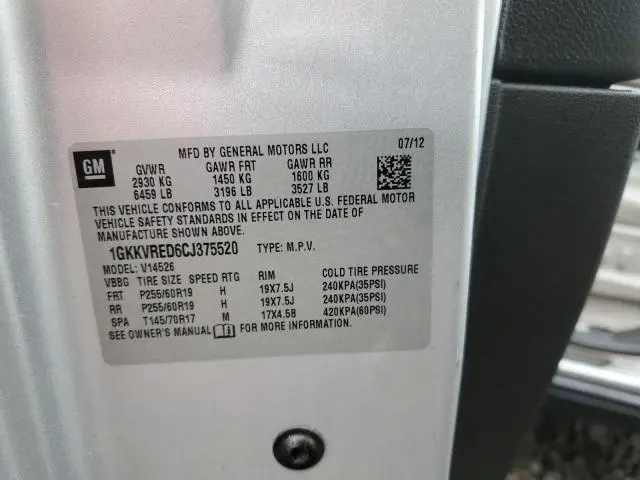 GM
MFD BY GENERAL MOTORS LLC 07/12
GVWR GAWR FRT GAWR RR
2930 KG 1450 KG 1600 KG
6459 LB 3196 LB 3527 LB
THIS VEHICLE CONFORMS TO ALL APPLICABLE U.S. FEDERAL MOTOR
VEHICLE SAFETY STANDARDS IN EFFECT ON THE DATE OF
MANUFACTURE SHOWN ABOVE.
1GKKVRED6CJ375520 TYPE: M.P.V.
MODEL: V14526
VBBG TIRE SIZE SPEED RTG RIM COLD TIRE PRESSURE
FRT P255/60R19 H 19X7.5J 240KPA(35PSI)
RR P255/60R19 H 19X7.5J 240KPA(35PSI)
SPA T145/70R17 M 17X4.5B 420KPA(60PSI)
SEE OWNER'S MANUAL FOR ADDITIONAL INFORMATION.